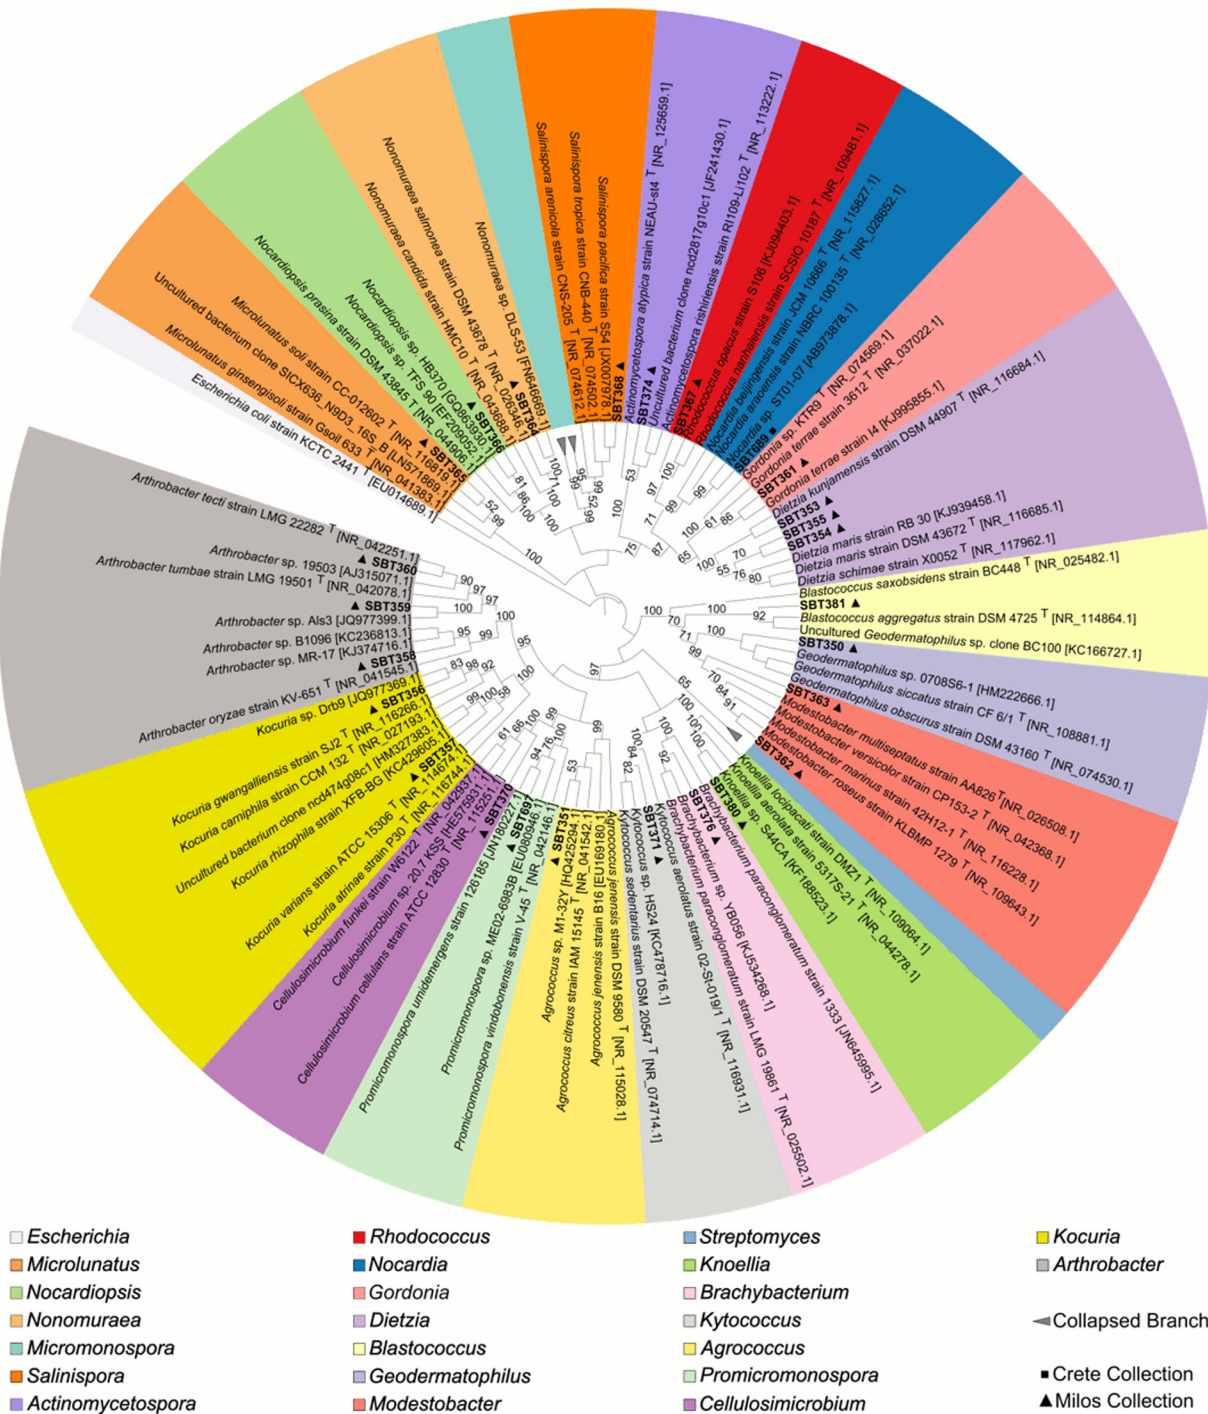 Escherichia coli strain KCTC 2441 T [EU014689.1]
Microlunatus ginsengisoli strain Gsoil 633 T [NR_041383.1]
Uncultured bacterium clone SICX636_N9D3_16S_B [LN571869.1]
Microlunatus soli strain CC-012602 T [NR_116819.1]
SBT365
Nocardiopsis prasina strain DSM 43845 T [NR_044906.1]
Nocardiopsis sp. TFS 90 [EF209052.1]
SBT366
Nocardiopsis sp. HB370 [GQ863930.1]
Nonomuraea candida strain HMC10 T [NR_026346.1]
Nonomuraea salmonea strain DSM 43678 T [NR_043688.1]
SBT364
Nonomuraea sp. DLS-53 [FN646669.1]
Salinispora arenicola strain CNS-205 T [NR_074612.1]
Salinispora tropica strain CNB-440 T [NR_074502.1]
Salinispora pacifica strain S54 [JX007978.1]
SBT368
Actinomycetospora atypica strain NEAU-st4 T [NR_125659.1]
SBT374
Uncultured bacterium clone ncd2817g10c1 [JF241430.1]
Actinomycetospora rishiriensis strain RI109-Li102 T [NR_113222.1]
SBT367
Rhodococcus opacus strain S106 [KJ094403.1]
Rhodococcus nanhaiensis strain SCSIO 10187 T [NR_109481.1]
Nocardia beijingensis strain JCM 10666 T [NR_115827.1]
Nocardia araoensis strain NBRC 100135 T [NR_028652.1]
Nocardia sp. ST01-07 [AB973878.1]
SBT689
Gordonia sp. KTR9 T [NR_074569.1]
Gordonia terrae strain 3612 T [NR_037022.1]
SBT361
Gordonia terrae strain I4 [KJ995855.1]
Dietzia kunjamensis strain DSM 44907 T [NR_116684.1]
SBT353
SBT355
SBT354
Dietzia maris strain RB 30 [KJ939458.1]
Dietzia maris strain DSM 43672 T [NR_116685.1]
Dietzia schimae strain X0052 T [NR_117962.1]
Blastococcus saxobsidens strain BC448 T [NR_025482.1]
SBT381
Blastococcus aggregatus strain DSM 4725 T [NR_114864.1]
Uncultured Geodermatophilus sp. clone BC100 [KC166727.1]
SBT350
Geodermatophilus sp. 0708S6-1 [HM222666.1]
Geodermatophilus siccatus strain CF 6/1 T [NR_108881.1]
Geodermatophilus obscurus strain DSM 43160 T [NR_074530.1]
SBT363
Modestobacter multiseptatus strain AA826 T [NR_026508.1]
Modestobacter versicolor strain CP153-2 T [NR_042368.1]
Modestobacter marinus strain 42H12-1 T [NR_116228.1]
Modestobacter roseus strain KLBMP 1279 T [NR_109643.1]
SBT362
Knoellia locipacati strain DMZ1 T [NR_109064.1]
Knoellia aerolata strain 5317S-21 T [NR_044278.1]
Knoellia sp. S44CA [KF188523.1]
SBT380
Brachybacterium paraconglomeratum strain 1333 [JN645995.1]
SBT376
Brachybacterium sp. YB056 [KJ534268.1]
Brachybacterium paraconglomeratum strain LMG 19861 T [NR_025502.1]
Kytococcus aerolatus strain 02-St-019/1 T [NR_116931.1]
SBT371
Kytococcus sp. HS24 [KC478716.1]
Kytococcus sedentarius strain DSM 20547 T [NR_074714.1]
Agrococcus jenensis strain DSM 9580 T [NR_115028.1]
Agrococcus jenensis strain B16 [EU169180.1]
Agrococcus citreus strain IAM 15145 T [NR_041542.1]
Agrococcus sp. M1-32Y [HQ425294.1]
SBT351
Promicromonospora vindobonensis strain V-45 T [NR_042146.1]
Promicromonospora sp. ME02-6983B [EU080946.1]
SBT697
Promicromonospora umidemergens strain 126185 [JN180227.1]
SBT370
Cellulosimicrobium cellulans strain ATCC 12830 T [NR_115251.]
Cellulosimicrobium sp. 20.7 KSS [HE575931.1]
Cellulosimicrobium funkei strain W6122 T [NR_042937.]
Kocuria atrinae strain P30 T [NR_116744.1]
Kocuria varians strain ATCC 15306 T [NR_114674.1]
SBT357
Kocuria rhizophila strain XFB-BG [KC429605.1]
Uncultured bacterium clone ncd474g08c1 [HM327383.1]
Kocuria carniphila strain CCM 132 T [NR_027193.1]
Kocuria gwangalliensis strain SJ2 T [NR_116266.1]
SBT356
Kocuria sp. Drb9 [JQ977369.1]
Arthrobacter oryzae strain KV-651 T [NR_041545.1]
SBT358
Arthrobacter sp. MR-17 [KJ374716.1]
Arthrobacter sp. B1096 [KC236813.1]
Arthrobacter sp. Als3 [JQ977399.1]
SBT359
Arthrobacter tumbae strain LMG 19501 T [NR_042078.1]
Arthrobacter sp. 19503 [AJ315071.1]
SBT360
Arthrobacter tecti strain LMG 22282 T [NR_042251.1]
Escherichia
Microlunatus
Nocardiopsis
Nonomuraea
Micromonospora
Salinispora
Actinomycetospora
Rhodococcus
Nocardia
Gordonia
Dietzia
Blastococcus
Geodermatophilus
Modestobacter
Streptomyces
Knoellia
Brachybacterium
Kytococcus
Agrococcus
Promicromonospora
Cellulosimicrobium
Kocuria
Arthrobacter
Collapsed Branch
Crete Collection
Milos Collection